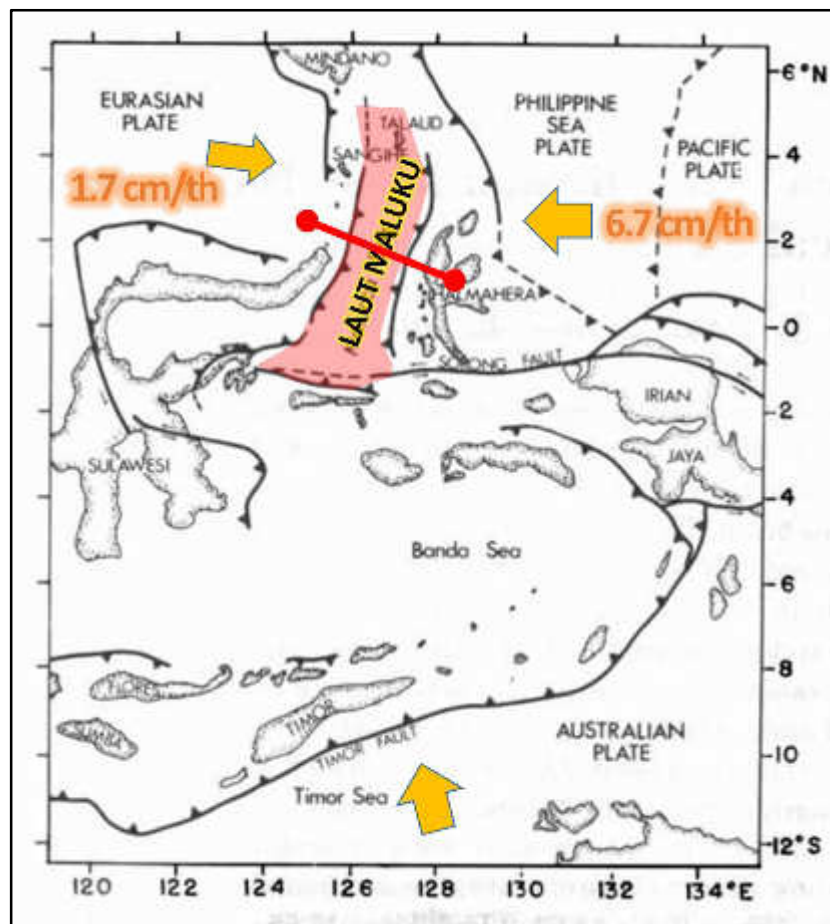 MINDANO
6°N
EURASIAN
PLATE
PHILIPPINE
SEA
PLATE
TALAUD
SANGIHE
PACIFIC
PLATE
4
1.7 cm/th
6.7 cm/th
LAUT MALUKU
2
HALMAHERA
0
SORONG FAULT
IRIAN
JAYA
2
SULAWESI
4
Banda Sea
6
8
FLORES
SUMBA
TIMOR
TIMOR FAULT
AUSTRALIAN
PLATE
10
Timor Sea
12°S
120
122
124
126
128
130
132
134°E